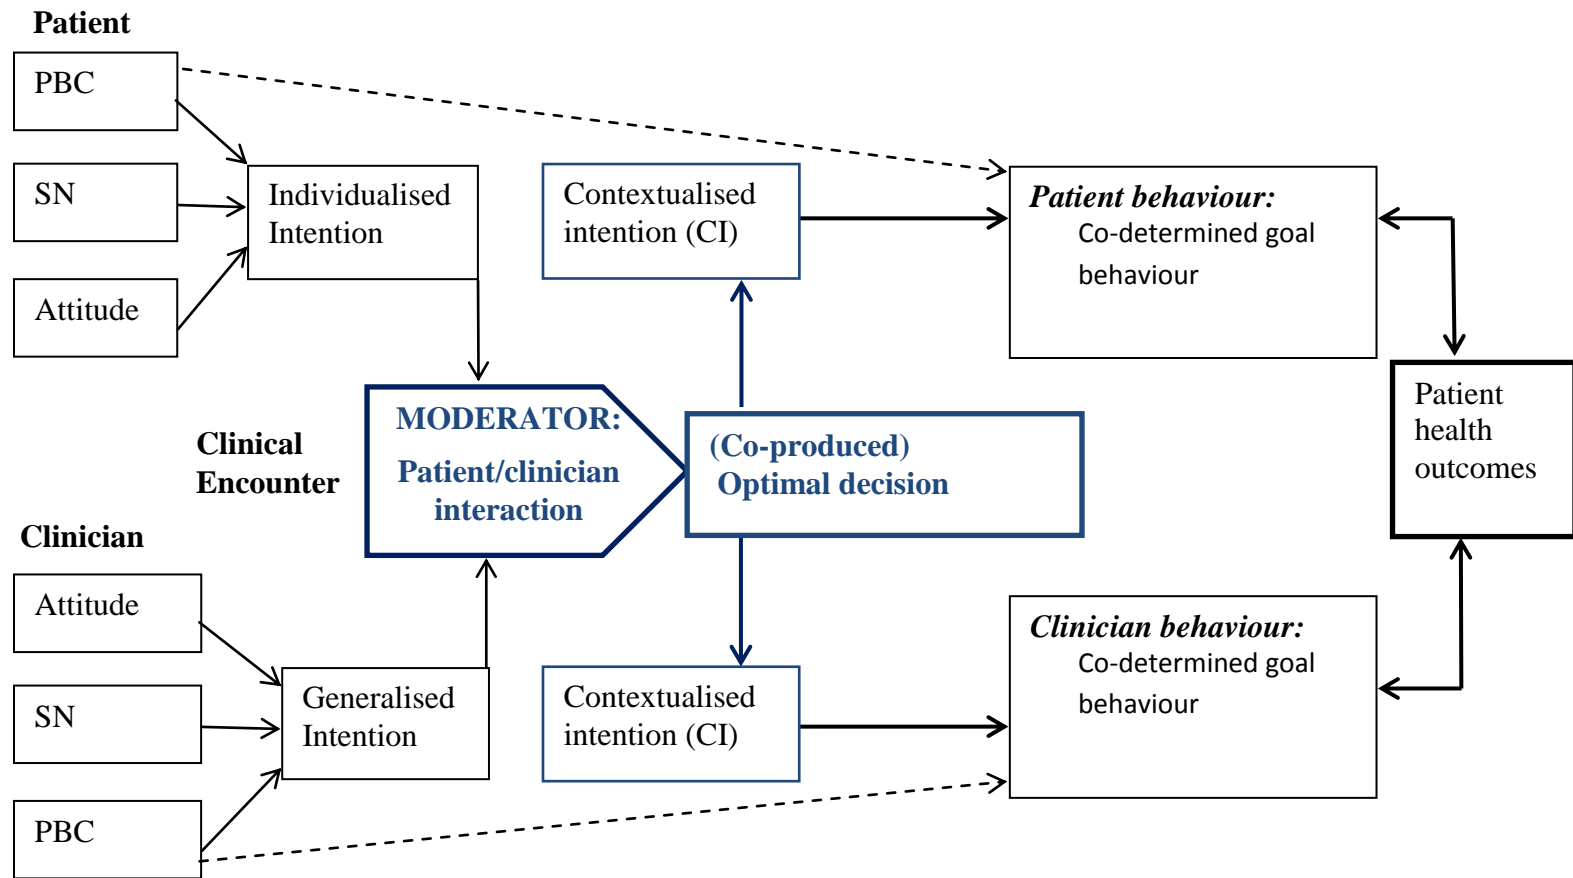 Patient
PBC
SN
Attitude
Individualised
Intention
Contextualised
intention (CI)
Patient behaviour:
Co-determined goal
behaviour
Clinical
Encounter
MODERATOR:
Patient/clinician
interaction
(Co-produced)
Optimal decision
Patient
health
outcomes
Clinician
Attitude
SN
PBC
Generalised
Intention
Contextualised
intention (CI)
Clinician behaviour:
Co-determined goal
behaviour